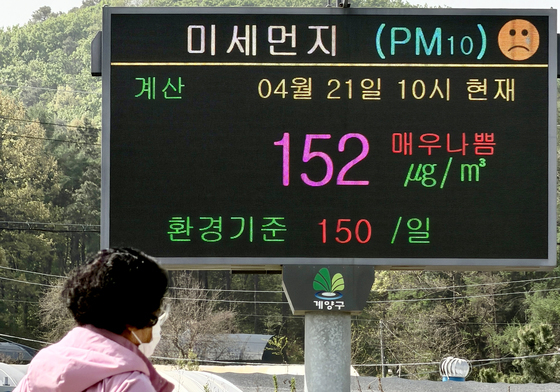 미세먼지 (PM10)
계산 04월 21일 10시 현재
152 매우나쁨
μg/㎥
환경기준 150 /일
계양구